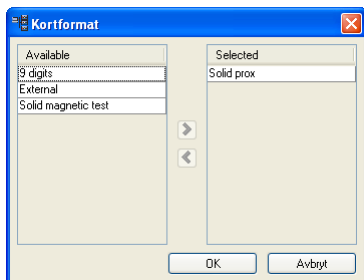 Kortformat
Available
9 digits
External
Solid magnetic test
Selected
Solid prox
OK
Avbryt